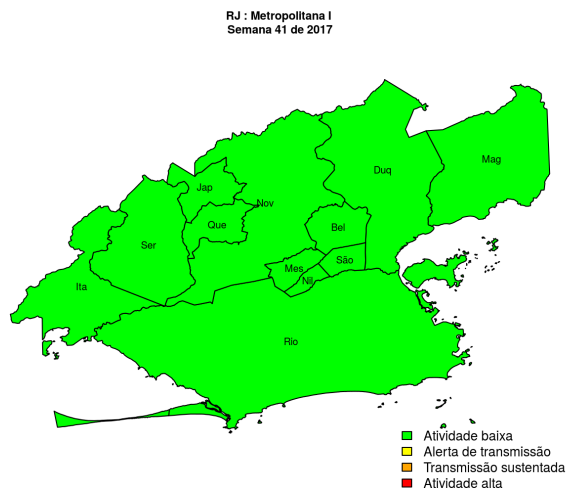 RJ : Metropolitana I
Semana 41 de 2017
Mag
Duq
Jap
Nov
Que
Bel
Ser
São
Mes
Nil
Ita
Rio
Atividade baixa
Alerta de transmissão
Transmissão sustentada
Atividade alta